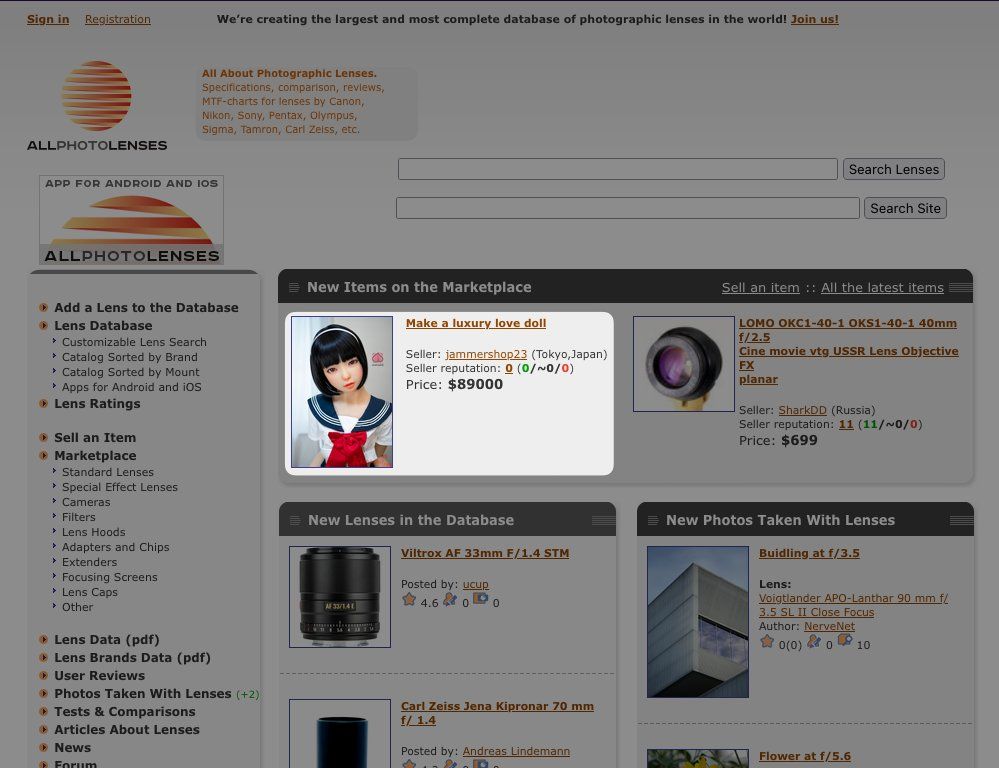 Sign in Registration We're creating the largest and most complete database of photographic lenses in the world! Join us!
All About Photographic Lenses.
Specifications, comparison, reviews,
MTF-charts for lenses by Canon,
Nikon, Sony, Pentax, Olympus,
Sigma, Tamron, Carl Zeiss, etc.
ALLPHOTOLENSES
Search Lenses
APP FOR ANDROID AND IOS
ALLPHOTOLENSES
Search Site
Add a Lens to the Database
Lens Database
Customizable Lens Search
Catalog Sorted by Brand
Catalog Sorted by Mount
Apps for Android and iOS
Lens Ratings
Sell an Item
Marketplace
Standard Lenses
Special Effect Lenses
Cameras
Filters
Lens Hoods
Adapters and Chips
Extenders
Focusing Screens
Lens Caps
Other
Lens Data (pdf)
Lens Brands Data (pdf)
User Reviews
Photos Taken With Lenses (+2)
Tests & Comparisons
Articles About Lenses
News
Forum
New Items on the Marketplace Sell an item :: All the latest items
Make a luxury love doll
Seller: jammershop23 (Tokyo,Japan)
Seller reputation: 0 (0/~0/0)
Price: $89000
LOMO OKC1-40-1 OKS1-40-1 40mm
f/2.5
Cine movie vtg USSR Lens Objective
FX
planar
Seller: SharkDD (Russia)
Seller reputation: 11 (11/~0/0)
Price: $699
New Lenses in the Database
Viltrox AF 33mm F/1.4 STM
Posted by: ucup
4.6 0 0
AF 33/1.4 E
Carl Zeiss Jena Kipronar 70 mm
f/ 1.4
Posted by: Andreas Lindemann
New Photos Taken With Lenses
Buidling at f/3.5
Lens:
Voigtlander APO-Lanthar 90 mm f/
3.5 SL II Close Focus
Author: NerveNet
0(0) 0 10
Flower at f/5.6